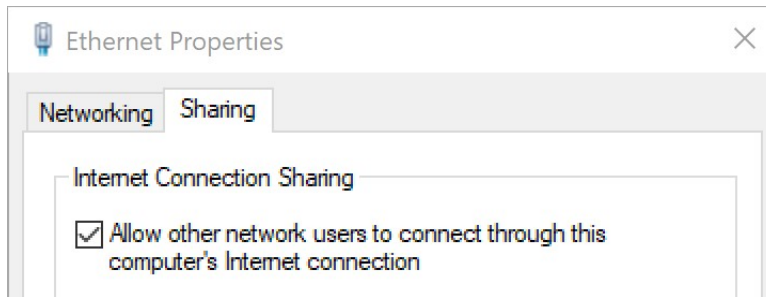 Ethernet Properties
Networking
Sharing
Internet Connection Sharing
Allow other network users to connect through this
computer's Internet connection